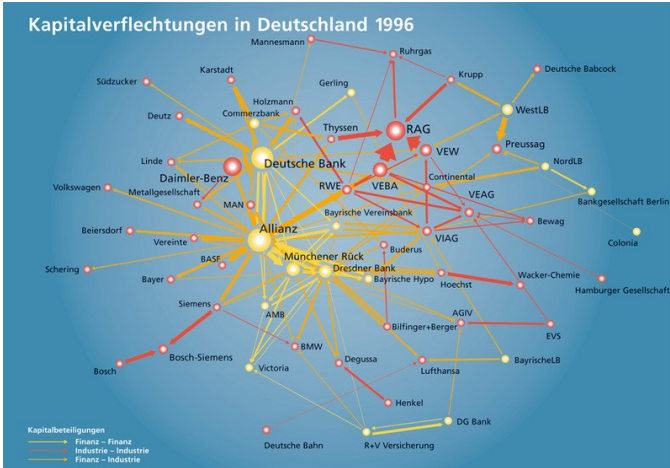 Kapitalverflechtungen in Deutschland 1996
Mannesmann
Ruhrgas
Karstadt
Krupp
Deutsche Babcock
Südzucker
Gerling
Holzmann
Commerzbank
WestLB
Deutz
Thyssen
RAG
Preussag
Linde
Deutsche Bank
VEW
NordLB
Daimler-Benz
Continental
Volkswagen
Metallgesellschaft
RWE
VEBA
VEAG
Bankgesellschaft Berlin
MAN
Bayrische Vereinsbank
Bewag
Beiersdorf
Allianz
Vereinte
VIAG
Colonia
BASF
Münchener Rück
Buderus
Schering
Dresdner Bank
Bayer
Bayrische Hypo
Hoechst
Wacker-Chemie
Hamburger Gesellschaft
Siemens
AMB
AGIV
Bilfinger+Berger
EVS
Bosch-Siemens
BMW
Bosch
Victoria
Degussa
Lufthansa
BayrischeLB
Henkel
DG Bank
Deutsche Bahn
R+V Versicherung
Kapitalbeteiligungen
Finanz – Finanz
Industrie – Industrie
Finanz – Industrie